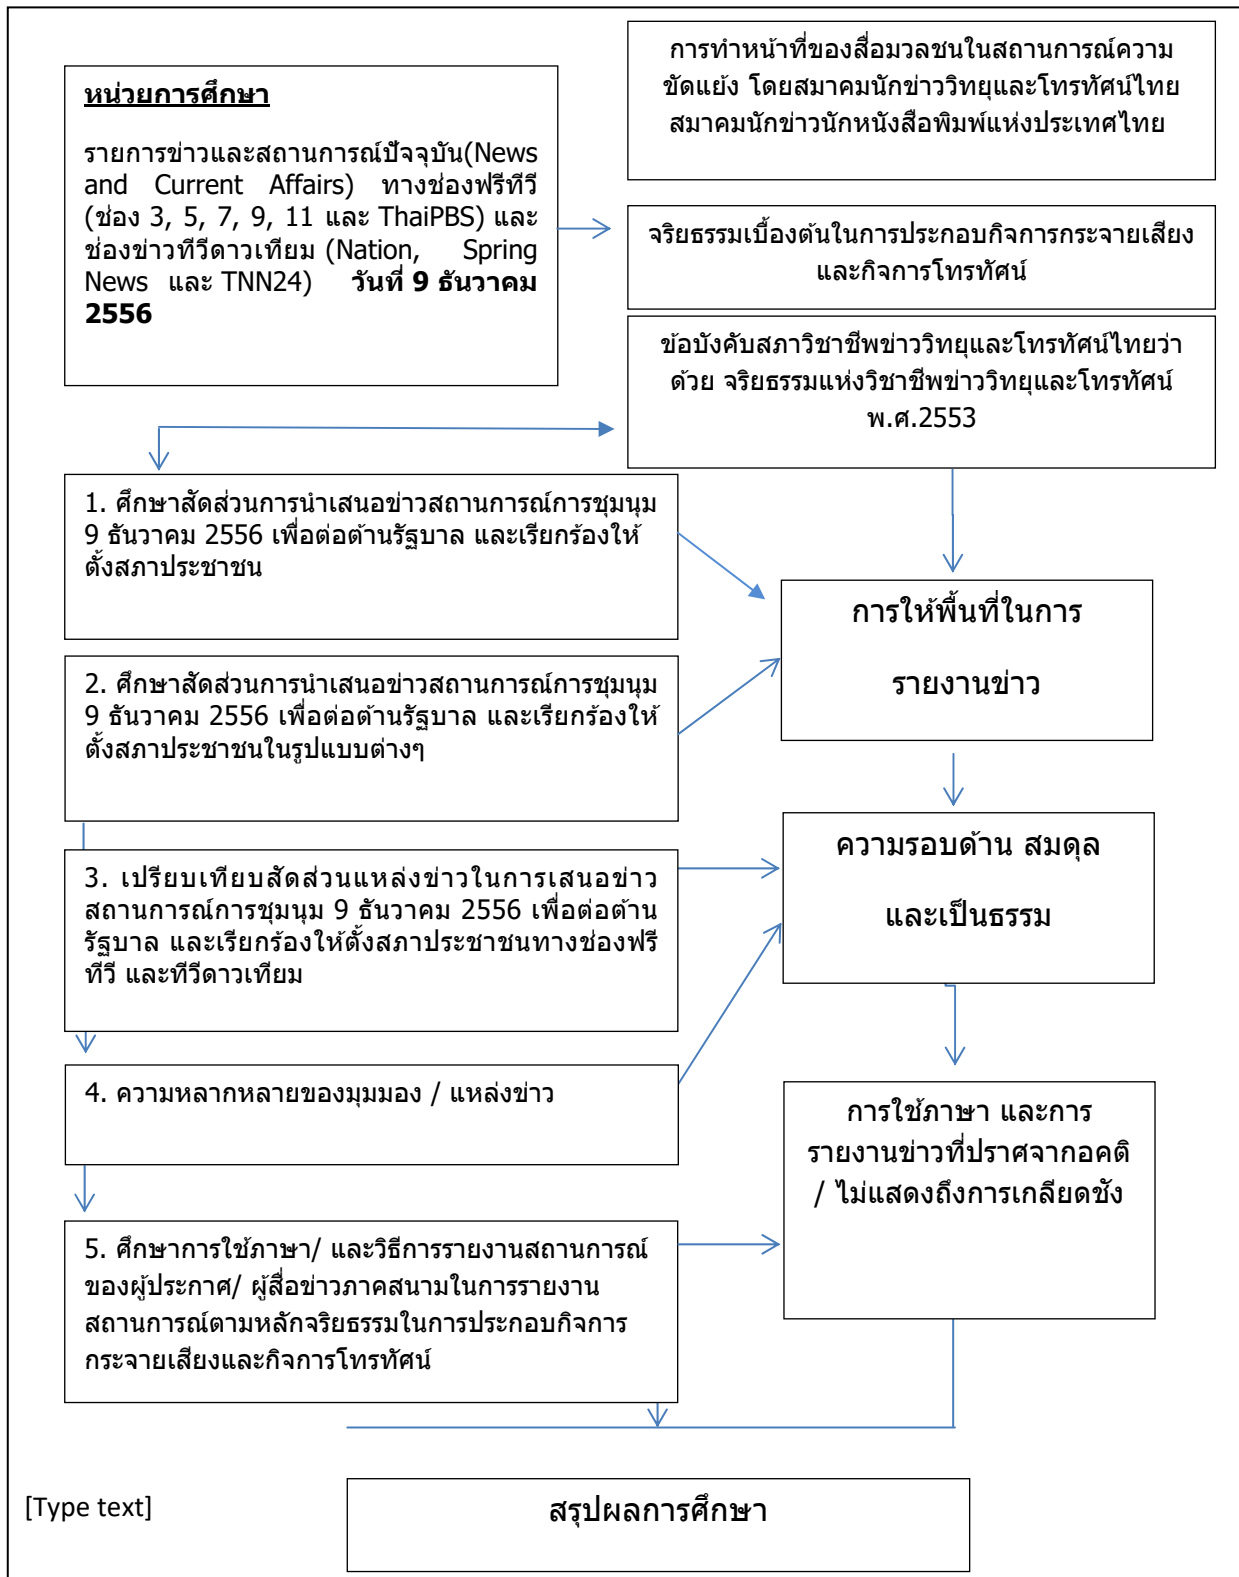 หน่วยการศึกษา
รายการข่าวและสถานการณ์ปัจจุบัน(News
and Current Affairs) ทางช่องฟรีทีวี
(ช่อง 3, 5, 7, 9, 11 และ ThaiPBS) และ
ช่องข่าวทีวีดาวเทียม (Nation, Spring
News และ TNN24) วันที่ 9 ธันวาคม
2556
การทำหน้าที่ของสื่อมวลชนในสถานการณ์ความ
ขัดแย้ง โดยสมาคมนักข่าววิทยุและโทรทัศน์ไทย
สมาคมนักข่าวนักหนังสือพิมพ์แห่งประเทศไทย
จริยธรรมเบื้องต้นในการประกอบกิจการกระจายเสียง
และกิจการโทรทัศน์
ข้อบังคับสภาวิชาชีพข่าววิทยุและโทรทัศน์ไทยว่า
ด้วย จริยธรรมแห่งวิชาชีพข่าววิทยุและโทรทัศน์
พ.ศ.2553
1. ศึกษาสัดส่วนการนำเสนอข่าวสถานการณ์การชุมนุม
9 ธันวาคม 2556 เพื่อต่อต้านรัฐบาล และเรียกร้องให้
ตั้งสภาประชาชน
2. ศึกษาสัดส่วนการนำเสนอข่าวสถานการณ์การชุมนุม
9 ธันวาคม 2556 เพื่อต่อต้านรัฐบาล และเรียกร้องให้
ตั้งสภาประชาชนในรูปแบบต่างๆ
3. เปรียบเทียบสัดส่วนแหล่งข่าวในการเสนอข่าว
สถานการณ์การชุมนุม 9 ธันวาคม 2556 เพื่อต่อต้าน
รัฐบาล และเรียกร้องให้ตั้งสภาประชาชนทางช่องฟรี
ทีวี และทีวีดาวเทียม
4. ความหลากหลายของมุมมอง / แหล่งข่าว
5. ศึกษาการใช้ภาษา/ และวิธีการรายงานสถานการณ์
ของผู้ประกาศ/ ผู้สื่อข่าวภาคสนามในการรายงาน
สถานการณ์ตามหลักจริยธรรมในการประกอบกิจการ
กระจายเสียงและกิจการโทรทัศน์
การให้พื้นที่ในการ
รายงานข่าว
ความรอบด้าน สมดุล
และเป็นธรรม
การใช้ภาษา และการ
รายงานข่าวที่ปราศจากอคติ
/ ไม่แสดงถึงการเกลียดชัง
[Type text]
สรุปผลการศึกษา